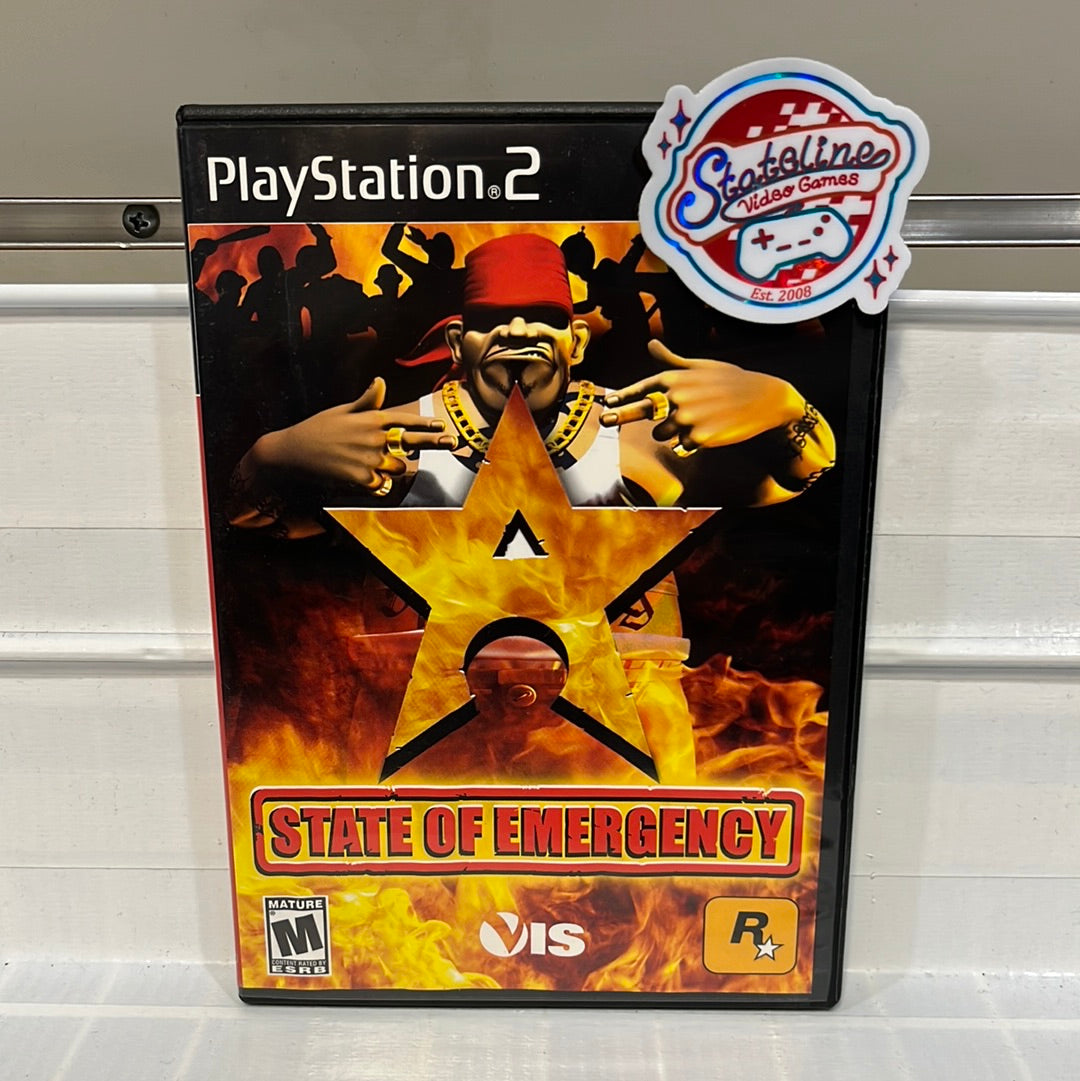 PlayStation®2
Stateline
Video Games
Est. 2008
STATE OF EMERGENCY
MATURE
M
CONTENT RATED BY
ESRB
VIS
R